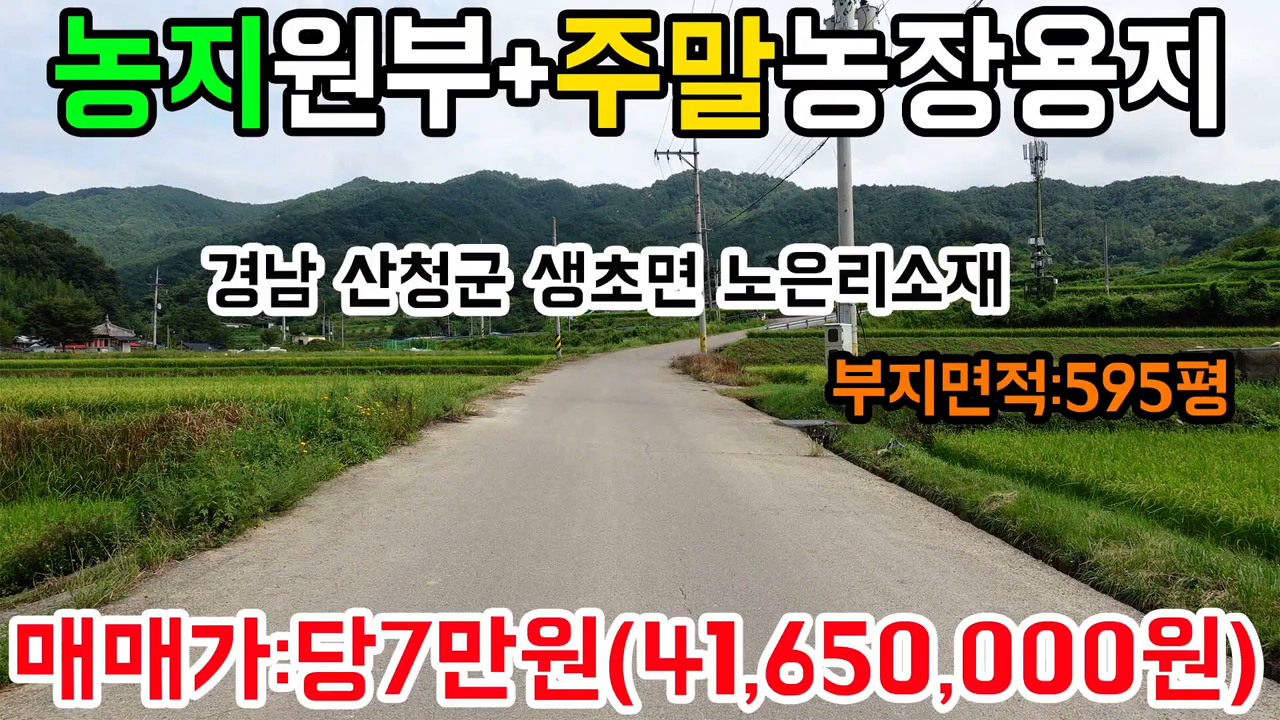 농지원부+주말농장용지
경남 산청군 생초면 노은리소재
부지면적:595평
매매가:당7만원(41,650,000원)